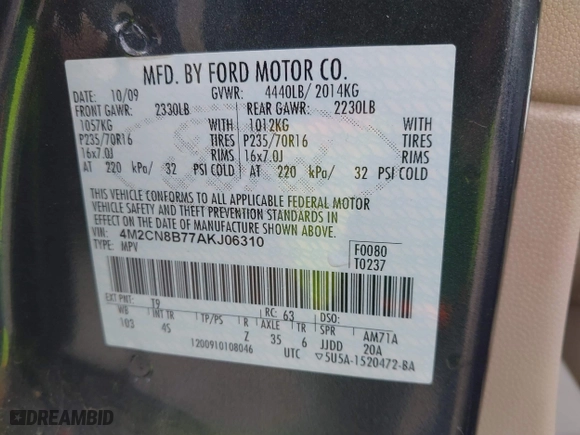 MFD. BY FORD MOTOR CO.
DATE: 10/09 GVWR: 4440LB/ 2014KG
FRONT GAWR: 2330LB REAR GAWR: 2230LB
1057KG WITH 1012KG WITH
P235/70R16 TIRES P235/70R16 TIRES
16x7.0J RIMS 16x7.0J RIMS
AT 220 kPa/ 32 PSI COLD AT 220 kPa/ 32 PSI COLD
THIS VEHICLE CONFORMS TO ALL APPLICABLE FEDERAL MOTOR
VEHICLE SAFETY AND THEFT PREVENTION STANDARDS IN
EFFECT ON THE DATE OF MANUFACTURE SHOWN ABOVE.
VIN: 4M2CN8B77AKJ06310
TYPE: MPV
F0080
T0237
EXT PNT: T9 RC: 63 DSO:
WB INT TR TP/PS R AXLE TR SPR AM71A
103 4S Z 35 6 JJDD 20A
1200910108046 UTC ▽5U5A-1520472-BA
DREAMBID